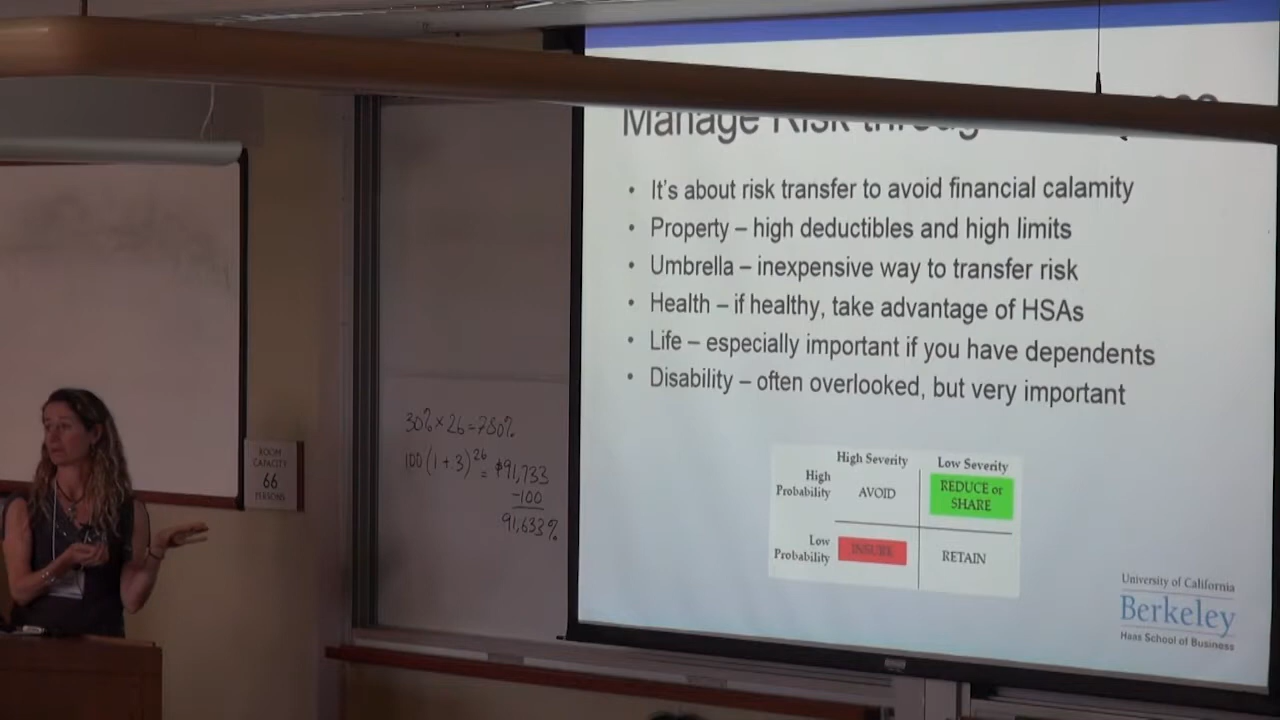 Manage Risk through
• It's about risk transfer to avoid financial calamity
• Property – high deductibles and high limits
• Umbrella – inexpensive way to transfer risk
• Health – if healthy, take advantage of HSAs
• Life – especially important if you have dependents
• Disability – often overlooked, but very important
High Severity Low Severity
High Probability AVOID REDUCE or SHARE
Low Probability INSURE RETAIN
University of California
Berkeley
Haas School of Business
30% × 26 = 780%
100(1 + .3)^26 = $91,733
-100
91,633%
ROOM
CAPACITY
66
PERSONS